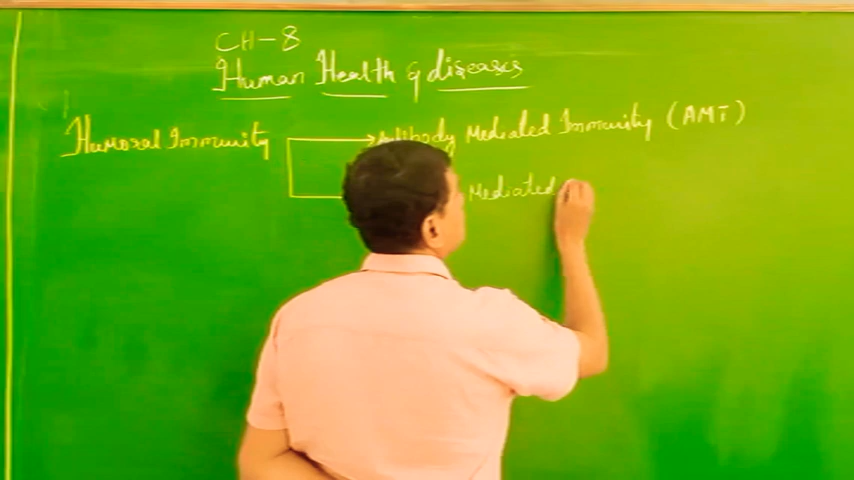 CH-8
Human Health & diseases
Humoral Immunity
Antibody Mediated Immunity (AMI)
Mediated